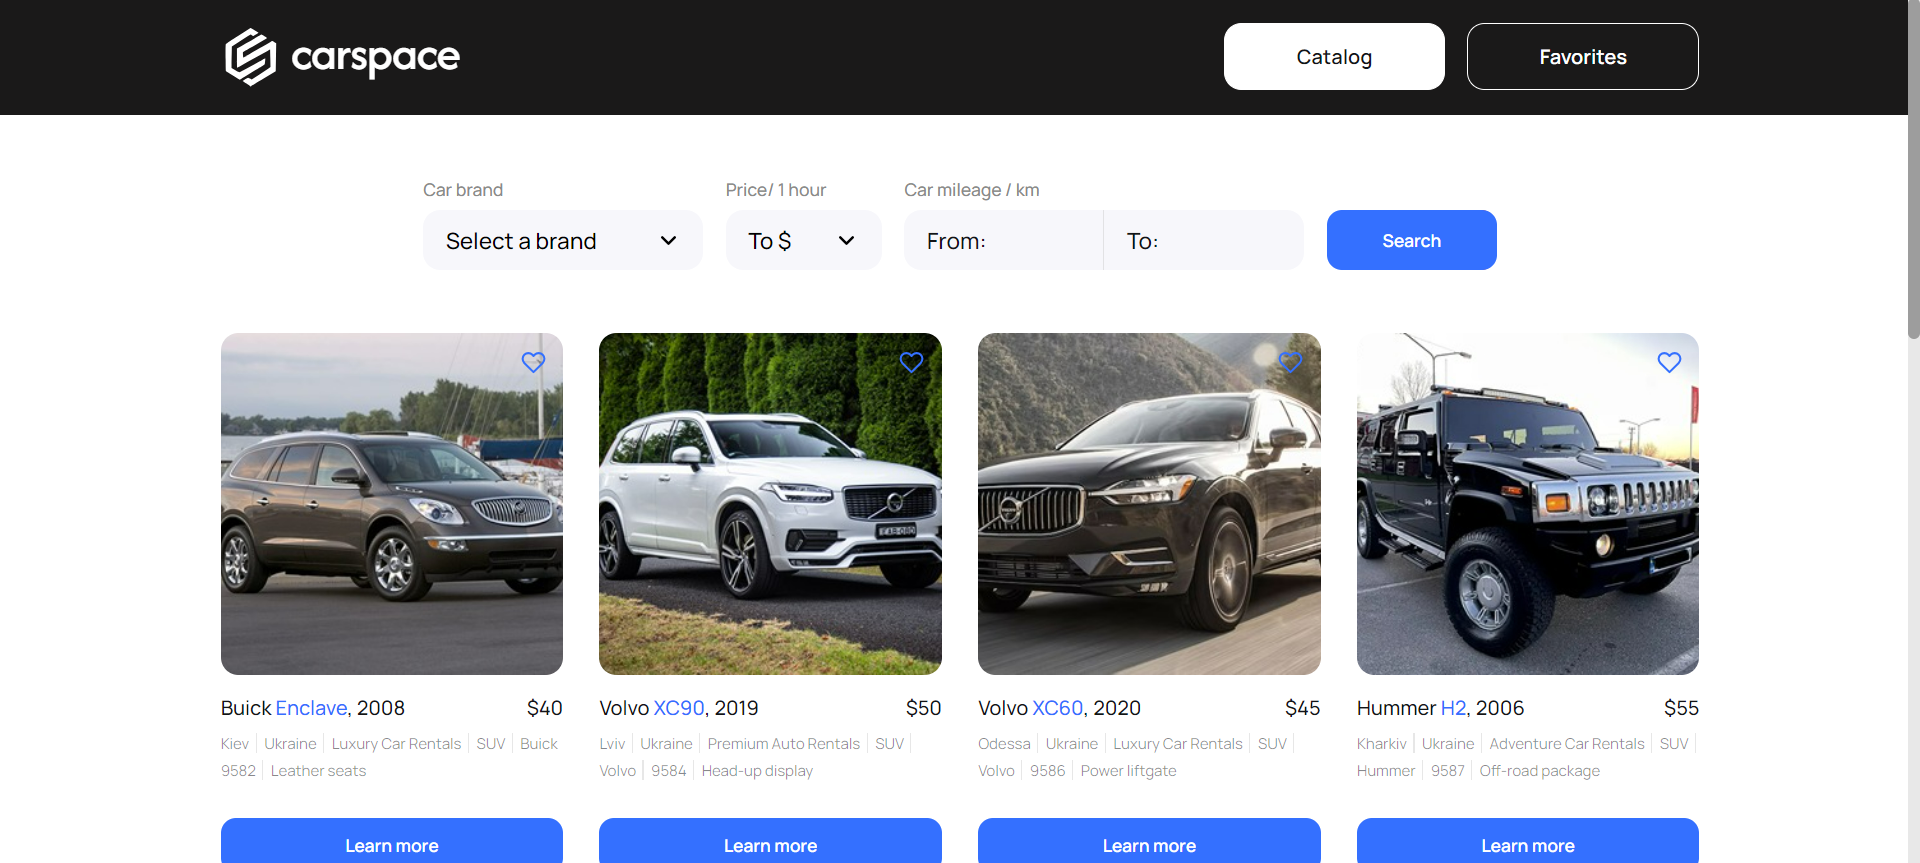 carspace
Catalog
Favorites
Car brand
Price/ 1 hour
Car mileage / km
Select a brand
To $
From:
To:
Search
Buick Enclave, 2008 $40
Kiev | Ukraine | Luxury Car Rentals | SUV | Buick
9582 | Leather seats
Learn more
Volvo XC90, 2019 $50
Lviv | Ukraine | Premium Auto Rentals | SUV |
Volvo | 9584 | Head-up display
Learn more
Volvo XC60, 2020 $45
Odessa | Ukraine | Luxury Car Rentals | SUV |
Volvo | 9586 | Power liftgate
Learn more
Hummer H2, 2006 $55
Kharkiv | Ukraine | Adventure Car Rentals | SUV |
Hummer | 9587 | Off-road package
Learn more